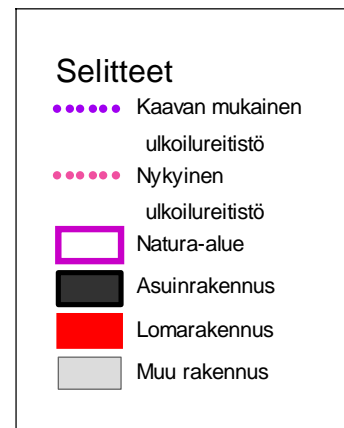 Selitteet
Kaavan mukainen
ulkoilureitistö
Nykyinen
ulkoilureitistö
Natura-alue
Asuinrakennus
Lomarakennus
Muu rakennus